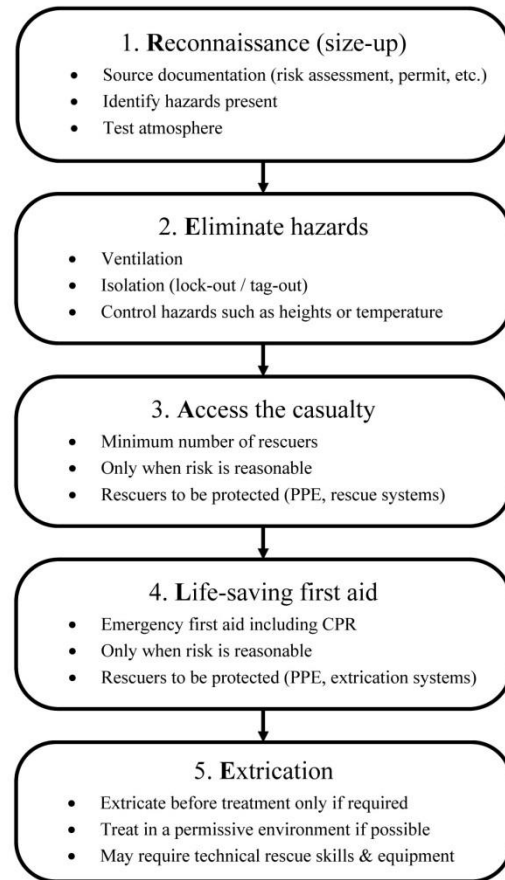 1. Reconnaissance (size-up)
• Source documentation (risk assessment, permit, etc.)
• Identify hazards present
• Test atmosphere
2. Eliminate hazards
• Ventilation
• Isolation (lock-out / tag-out)
• Control hazards such as heights or temperature
3. Access the casualty
• Minimum number of rescuers
• Only when risk is reasonable
• Rescuers to be protected (PPE, rescue systems)
4. Life-saving first aid
• Emergency first aid including CPR
• Only when risk is reasonable
• Rescuers to be protected (PPE, extrication systems)
5. Extrication
• Extricate before treatment only if required
• Treat in a permissive environment if possible
• May require technical rescue skills & equipment